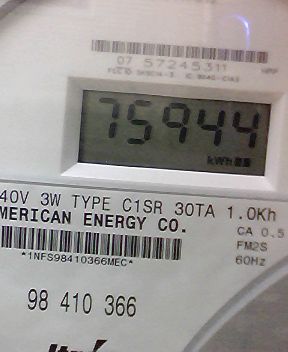 07 57245311
75944
kWh
40V 3W TYPE C1SR 30TA 1.0Kh
MERICAN ENERGY CO.
CA 0.5
FM2S
60Hz
*1NFS98410366MEC*
98 410 366